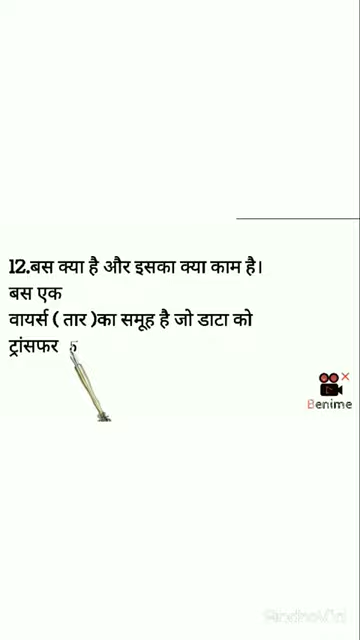 12.बस क्या है और इसका क्या काम है।
बस एक
वायर्स ( तार )का समूह है जो डाटा को
ट्रांसफर
Benime